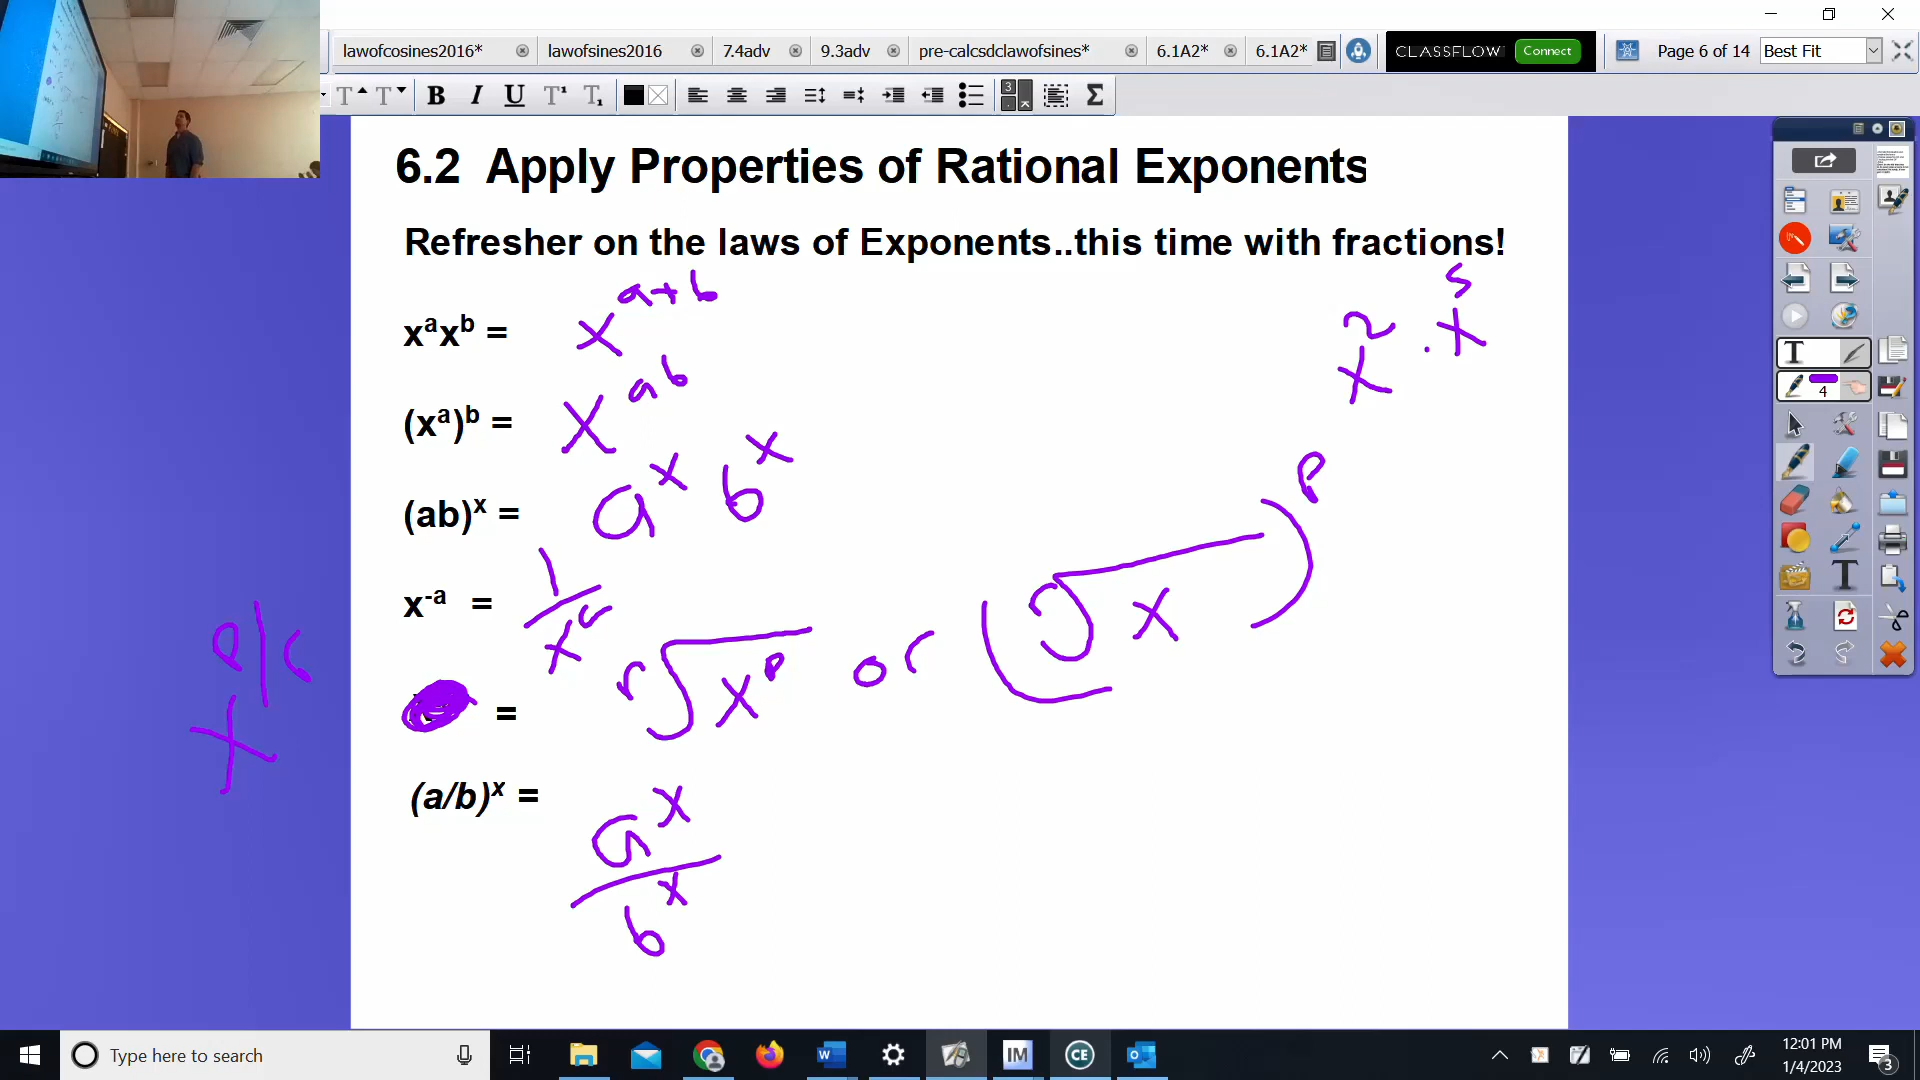 lawofcosines2016* lawofsines2016 7.4adv 9.3adv pre-calcsdclawofsines* 6.1A2* 6.1A2* CLASSFLOW Connect Page 6 of 14 Best Fit
B I U
6.2 Apply Properties of Rational Exponents
Refresher on the laws of Exponents..this time with fractions!
xᵃxᵇ = x^(a+b)
x² · x⁵
(xᵃ)ᵇ = x^(ab)
(ab)ˣ = aˣ bˣ
x⁻ᵃ = 1/xᵃ
x^(p/r)
= ʳ√xᵖ or (√x)ᵖ
(a/b)ˣ = aˣ/bˣ
4
Type here to search
12:01 PM
1/4/2023
3